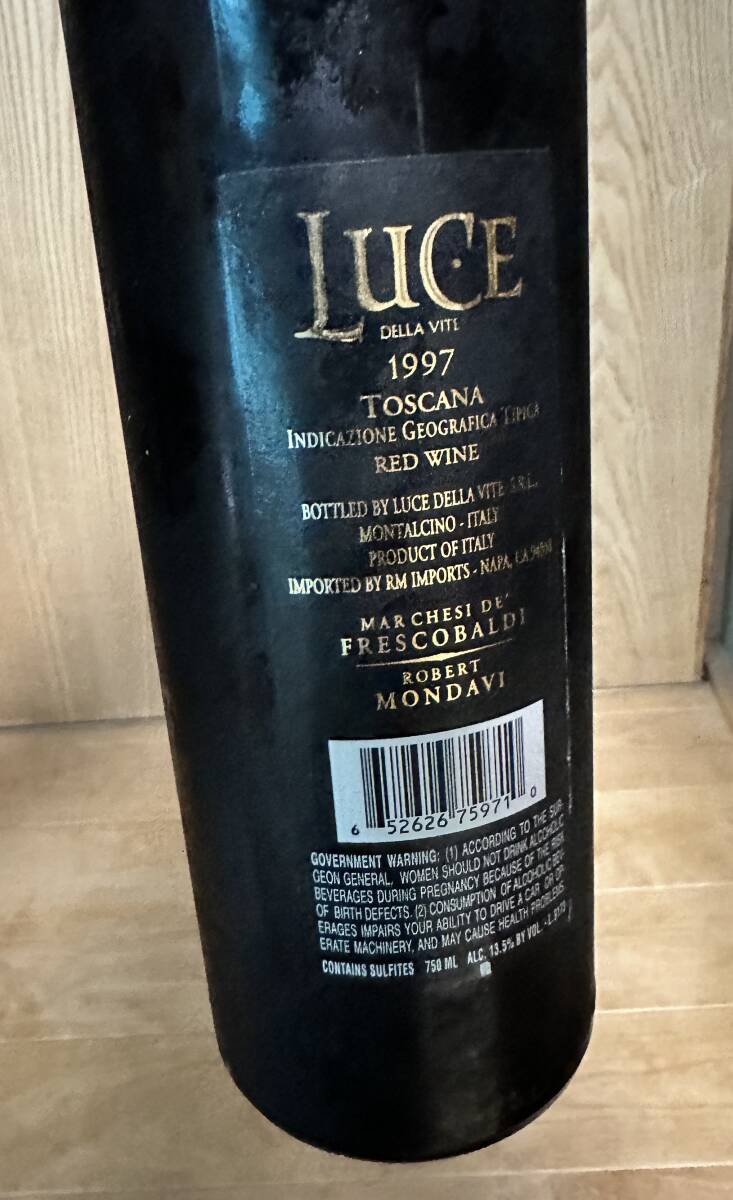 LUCE
DELLA VITE
1997
TOSCANA
INDICAZIONE GEOGRAFICA TIPICA
RED WINE
BOTTLED BY LUCE DELLA VITE S.R.L.
MONTALCINO - ITALY
PRODUCT OF ITALY
IMPORTED BY RM IMPORTS - NAPA, CA
MARCHESI DE'
FRESCOBALDI
ROBERT
MONDAVI
6 52626 75971 0
GOVERNMENT WARNING: (1) ACCORDING TO THE SUR-
GEON GENERAL, WOMEN SHOULD NOT DRINK ALCOHOLIC
BEVERAGES DURING PREGNANCY BECAUSE OF THE RISK
OF BIRTH DEFECTS. (2) CONSUMPTION OF ALCOHOLIC BEV-
ERAGES IMPAIRS YOUR ABILITY TO DRIVE A CAR OR OP-
ERATE MACHINERY, AND MAY CAUSE HEALTH PROBLEMS.
CONTAINS SULFITES 750 ML ALC. 13.5% BY VOL.